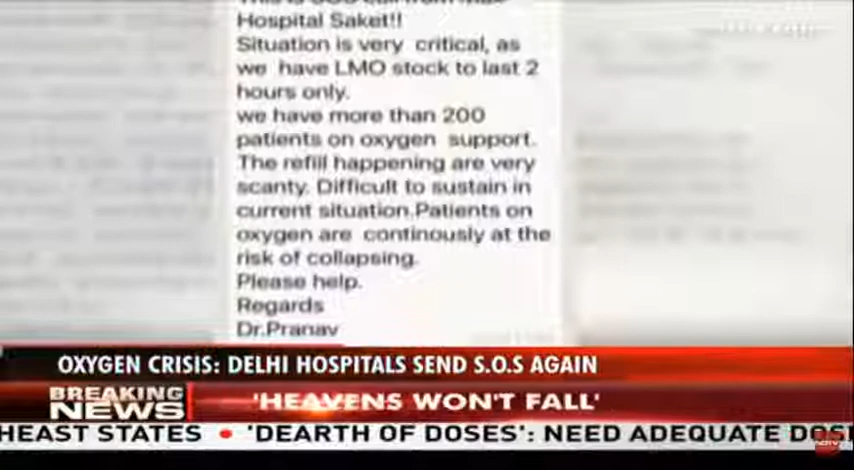 Hospital Saket!!
Situation is very critical, as
we have LMO stock to last 2
hours only.
we have more than 200
patients on oxygen support.
The refill happening are very
scanty. Difficult to sustain in
current situation.Patients on
oxygen are continously at the
risk of collapsing.
Please help.
Regards
Dr.Pranav
OXYGEN CRISIS: DELHI HOSPITALS SEND S.O.S AGAIN
BREAKING
NEWS
'HEAVENS WON'T FALL'
HEAST STATES • 'DEARTH OF DOSES': NEED ADEQUATE DOS
NDTV